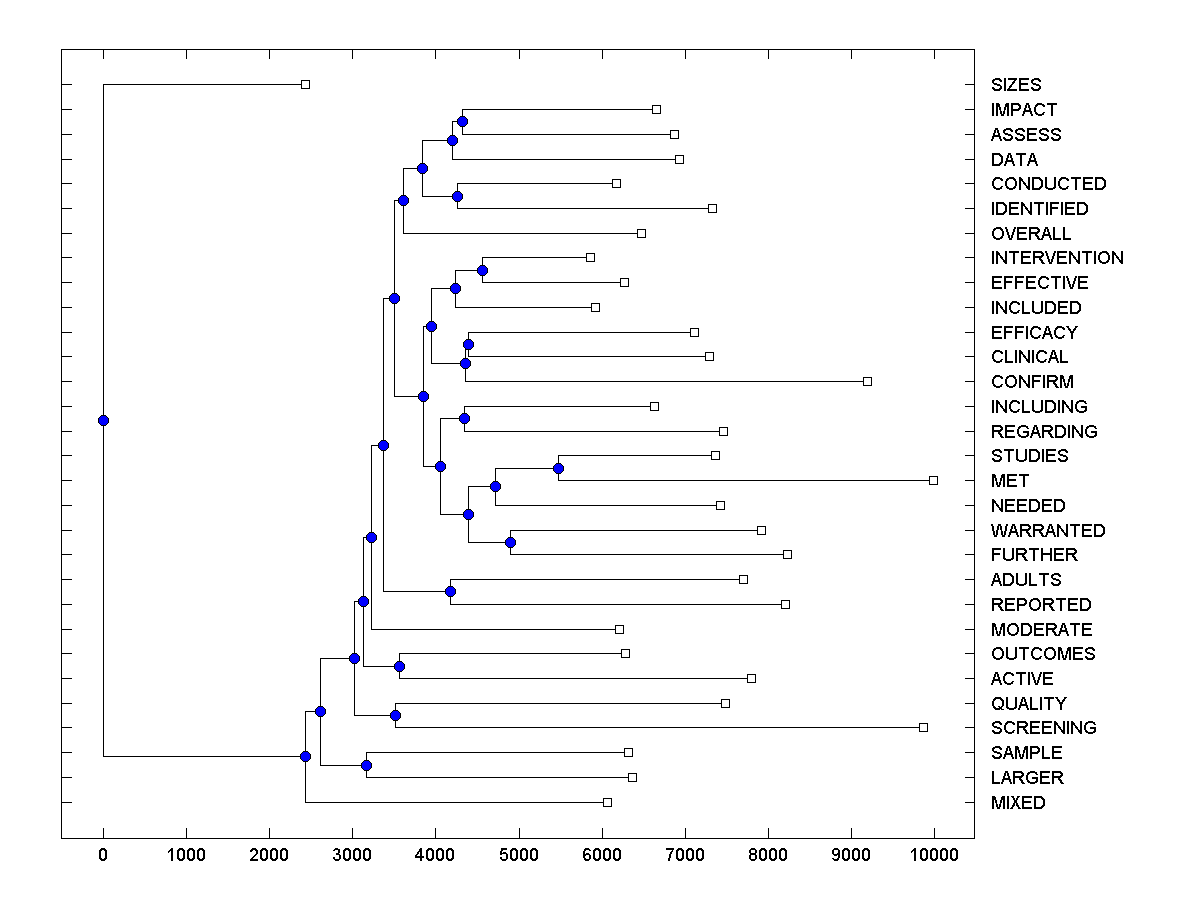 SIZES
IMPACT
ASSESS
DATA
CONDUCTED
IDENTIFIED
OVERALL
INTERVENTION
EFFECTIVE
INCLUDED
EFFICACY
CLINICAL
CONFIRM
INCLUDING
REGARDING
STUDIES
MET
NEEDED
WARRANTED
FURTHER
ADULTS
REPORTED
MODERATE
OUTCOMES
ACTIVE
QUALITY
SCREENING
SAMPLE
LARGER
MIXED
0 1000 2000 3000 4000 5000 6000 7000 8000 9000 10000